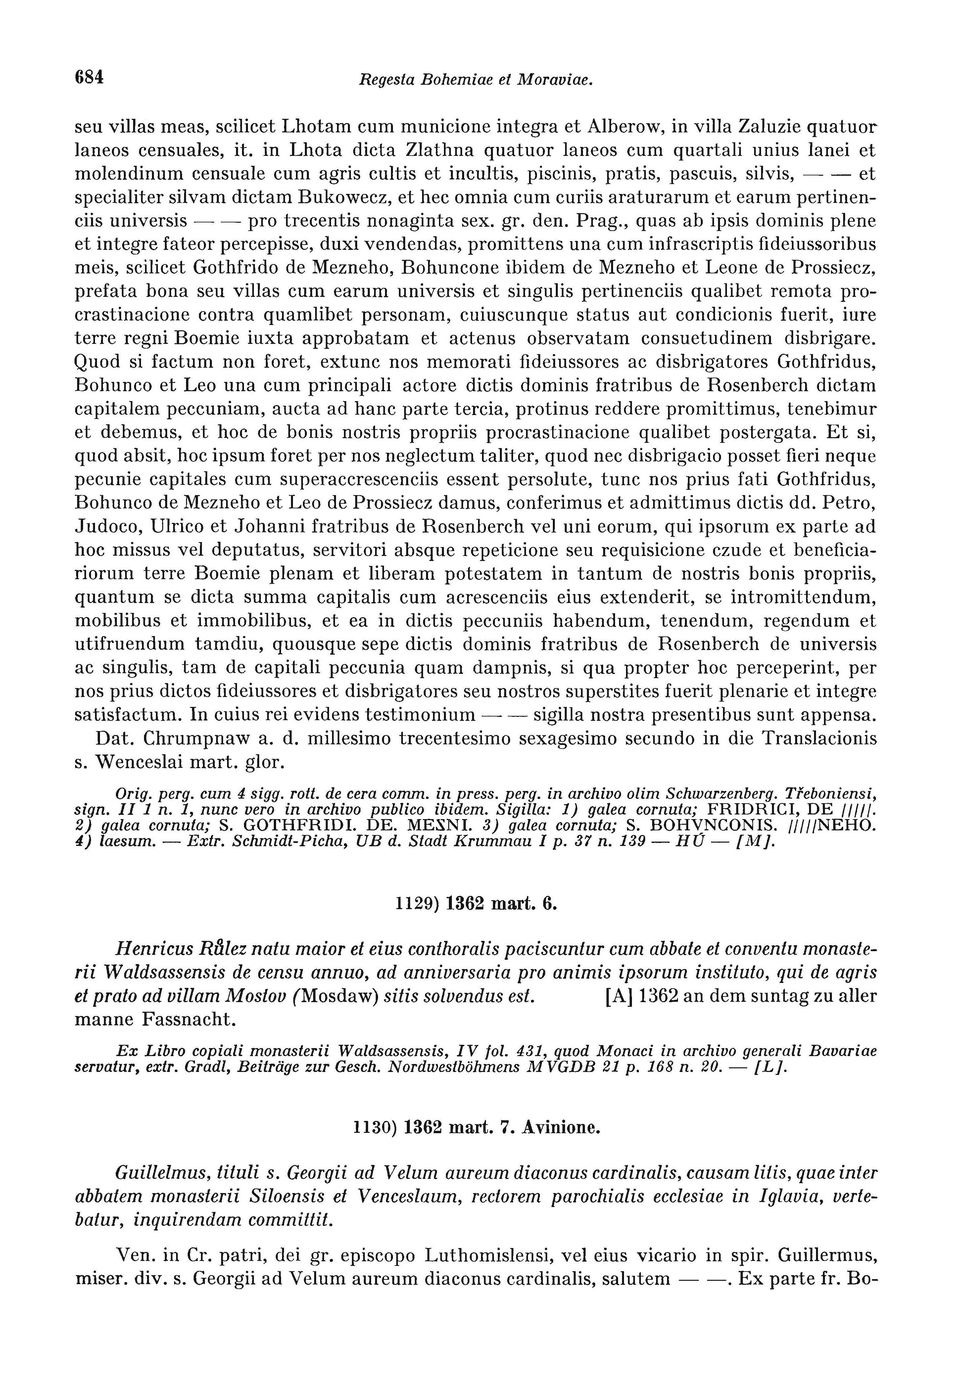 684
Regesta Bohemiae et Moraviae.
seu villas meas, scilicet Lhotam cum municione integra et Alberow, in villa Zaluzie quatuor
laneos censuales, it. in Lhota dicta Zlathna quatuor laneos cum quartali unius lanei et
molendinum censuale cum agris cultis et incultis, piscinis, pratis, pascuis, silvis, — — et
specialiter silvam dictam Bukowecz, et hec omnia cum curiis araturarum et earum pertinen-
ciis universis — — pro trecentis nonaginta sex. gr. den. Prag., quas ab ipsis dominis plene
et integre fateor percepisse, duxi vendendas, promittens una cum infrascriptis fideiussoribus
meis, scilicet Gothfrido de Mezneho, Bohuncone ibidem de Mezneho et Leone de Prossiecz,
prefata bona seu villas cum earum universis et singulis pertinenciis qualibet remota pro-
crastinacione contra quamlibet personam, cuiuscunque status aut condicionis fuerit, iure
terre regni Boemie iuxta approbatam et actenus observatam consuetudinem disbrigare.
Quod si factum non foret, extunc nos memorati fideiussores ac disbrigatores Gothfridus,
Bohunco et Leo una cum principali actore dictis dominis fratribus de Rosenberch dictam
capitalem peccuniam, aucta ad hanc parte tercia, protinus reddere promittimus, tenebimur
et debemus, et hoc de bonis nostris propriis procrastinacione qualibet postergata. Et si,
quod absit, hoc ipsum foret per nos neglectum taliter, quod nec disbrigacio posset fieri neque
pecunie capitales cum superaccrescenciis essent persolute, tunc nos prius fati Gothfridus,
Bohunco de Mezneho et Leo de Prossiecz damus, conferimus et admittimus dictis dd. Petro,
Judoco, Ulrico et Johanni fratribus de Rosenberch vel uni eorum, qui ipsorum ex parte ad
hoc missus vel deputatus, servitori absque repeticione seu requisicione czude et beneficia-
riorum terre Boemie plenam et liberam potestatem in tantum de nostris bonis propriis,
quantum se dicta summa capitalis cum acrescenciis eius extenderit, se intromittendum,
mobilibus et immobilibus, et ea in dictis peccuniis habendum, tenendum, regendum et
utifruendum tamdiu, quousque sepe dictis dominis fratribus de Rosenberch de universis
ac singulis, tam de capitali peccunia quam dampnis, si qua propter hoc perceperint, per
nos prius dictos fideiussores et disbrigatores seu nostros superstites fuerit plenarie et integre
satisfactum. In cuius rei evidens testimonium — — sigilla nostra presentibus sunt appensa.
Dat. Chrumpnaw a. d. millesimo trecentesimo sexagesimo secundo in die Translacionis
s. Wenceslai mart. glor.
Orig. perg. cum 4 sigg. rott. de cera comm. in press. perg. in archivo olim Schwarzenberg. Třeboniensi,
sign. II 1 n. 1, nunc vero in archivo publico ibidem. Sigilla: 1) galea cornuta; FRIDRICI, DE /////.
2) galea cornuta; S. GOTHFRIDI. DE. MESNI. 3) galea cornuta; S. BOHVNCONIS. /////NEHO.
4) laesum. — Extr. Schmidt-Picha, UB d. Stadt Krummau I p. 37 n. 139 — HÚ — [M].
1129) 1362 mart. 6.
Henricus Růlez natu maior et eius conthoralis paciscuntur cum abbate et conventu monaste-
rii Waldsassensis de censu annuo, ad anniversaria pro animis ipsorum instituto, qui de agris
et prato ad villam Mostov (Mosdaw) sitis solvendus est. [A] 1362 an dem suntag zu aller
manne Fassnacht.
Ex Libro copiali monasterii Waldsassensis, IV fol. 431, quod Monaci in archivo generali Bavariae
servatur, extr. Gradl, Beiträge zur Gesch. Nordwestböhmens MVGDB 21 p. 168 n. 20. — [L].
1130) 1362 mart. 7. Avinione.
Guillelmus, tituli s. Georgii ad Velum aureum diaconus cardinalis, causam litis, quae inter
abbatem monasterii Siloensis et Venceslaum, rectorem parochialis ecclesiae in Iglavia, verte-
batur, inquirendam committit.
Ven. in Cr. patri, dei gr. episcopo Luthomislensi, vel eius vicario in spir. Guillermus,
miser. div. s. Georgii ad Velum aureum diaconus cardinalis, salutem — —. Ex parte fr. Bo-